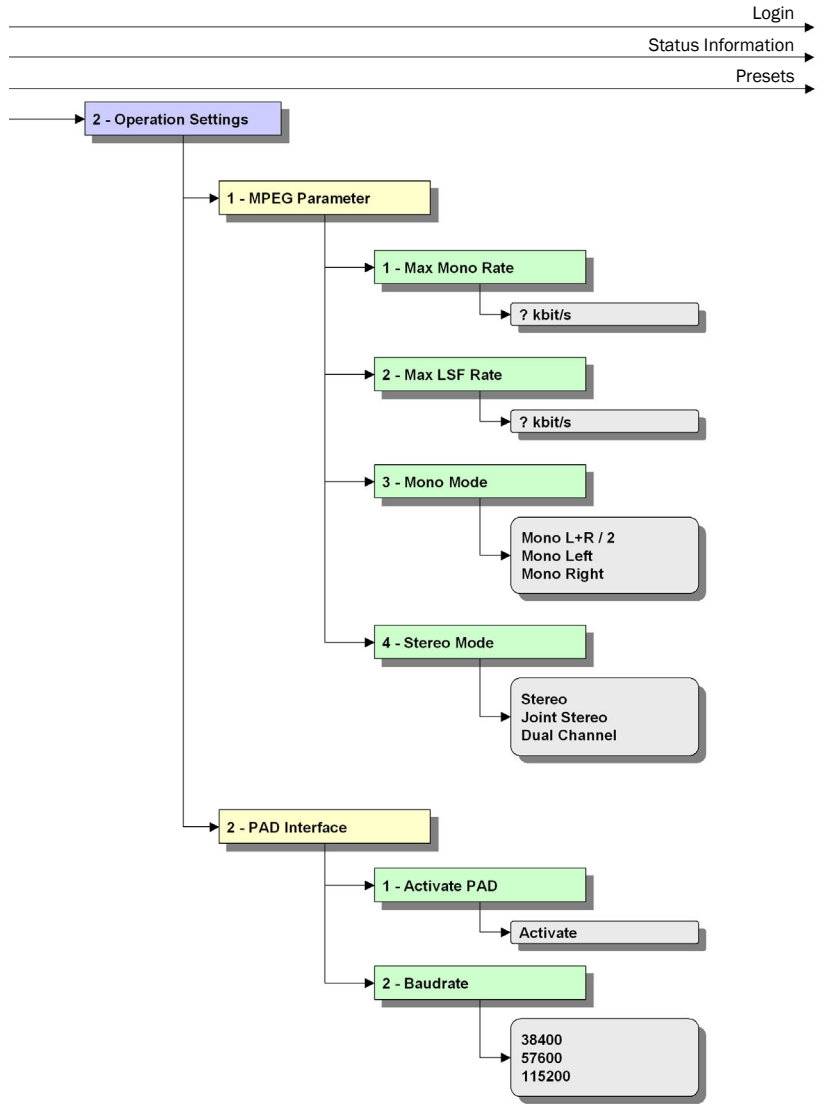 Login
Status Information
Presets
2 - Operation Settings
1 - MPEG Parameter
1 - Max Mono Rate
? kbit/s
2 - Max LSF Rate
? kbit/s
3 - Mono Mode
Mono L+R / 2
Mono Left
Mono Right
4 - Stereo Mode
Stereo
Joint Stereo
Dual Channel
2 - PAD Interface
1 - Activate PAD
Activate
2 - Baudrate
38400
57600
115200